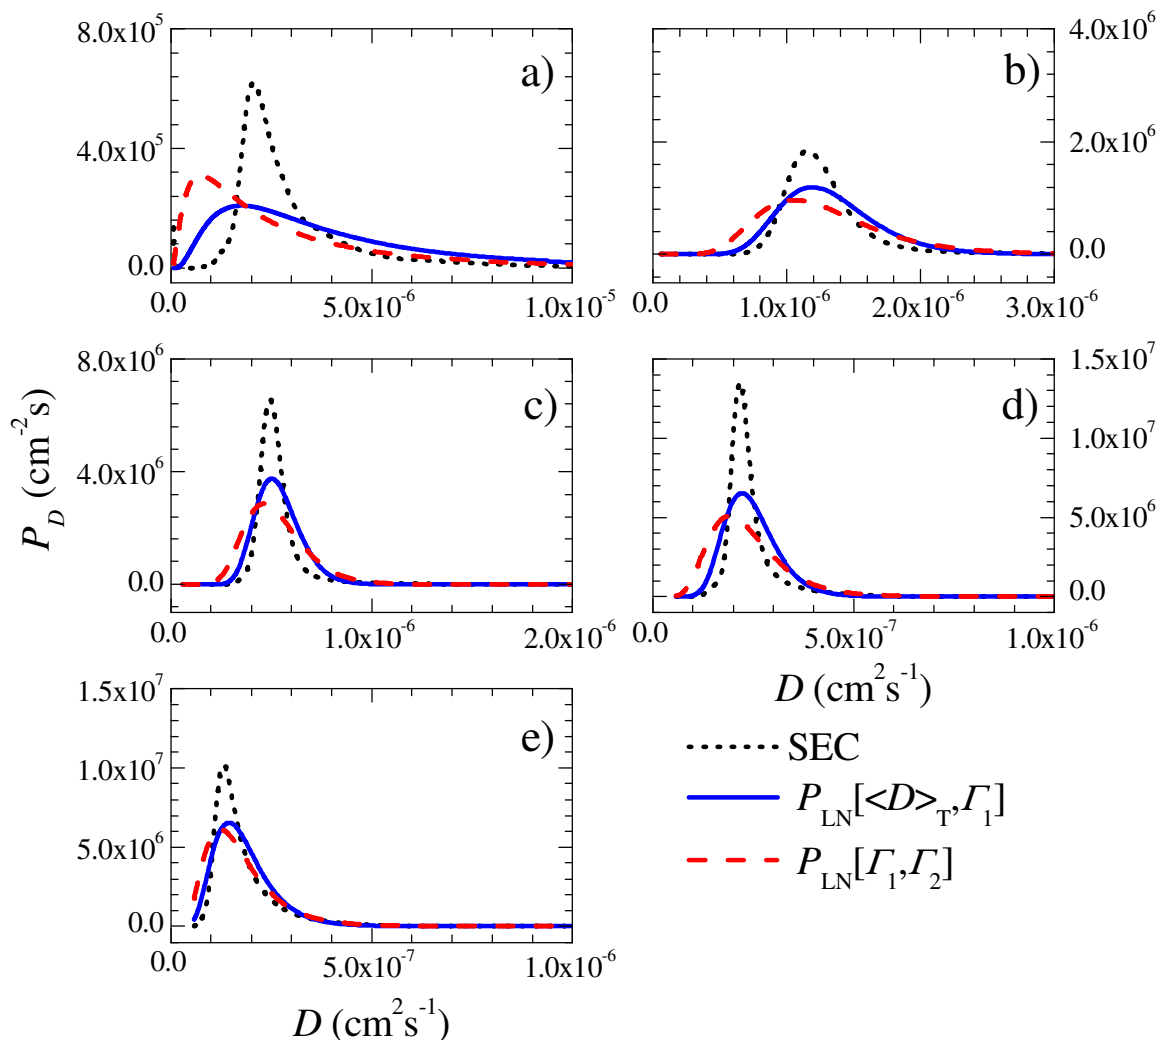 8.0x10^5
4.0x10^5
0.0
a)
0.0
5.0x10^-6
1.0x10^-5
4.0x10^6
2.0x10^6
0.0
b)
0.0
1.0x10^-6
2.0x10^-6
3.0x10^-6
8.0x10^6
4.0x10^6
0.0
c)
0.0
1.0x10^-6
2.0x10^-6
1.5x10^7
1.0x10^7
5.0x10^6
0.0
d)
0.0
5.0x10^-7
1.0x10^-6
P_D (cm^-2s)
D (cm^2s^-1)
1.5x10^7
1.0x10^7
5.0x10^6
0.0
e)
0.0
5.0x10^-7
1.0x10^-6
D (cm^2s^-1)
SEC
P_LN[<D>_T,Γ_1]
P_LN[Γ_1,Γ_2]